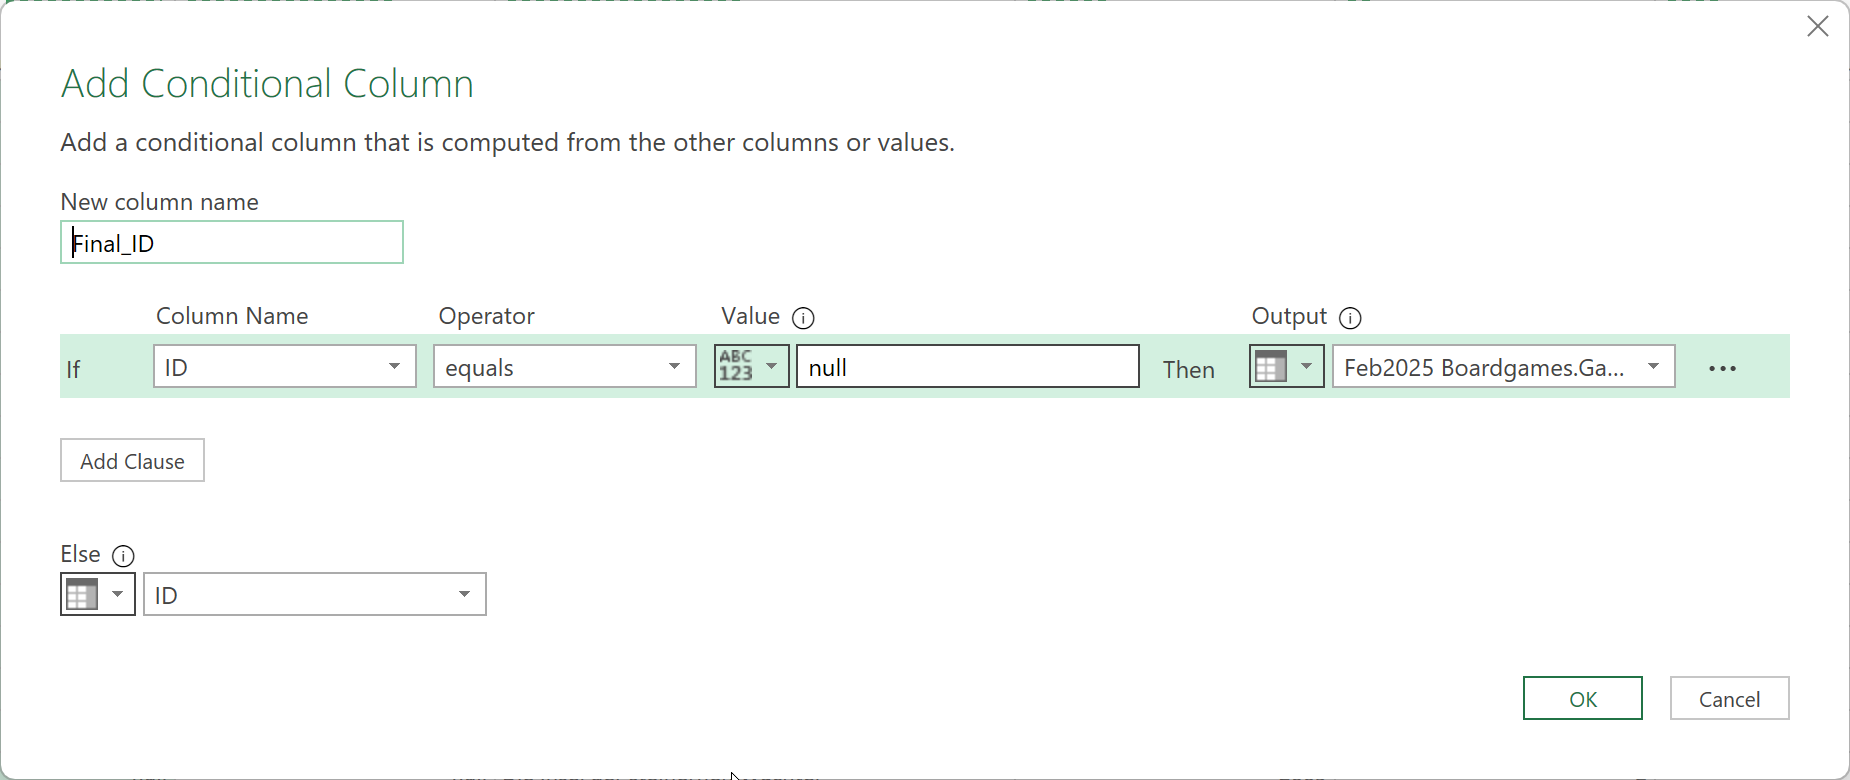 Add Conditional Column
Add a conditional column that is computed from the other columns or values.
New column name
Final_ID
Column Name Operator Value Output
If ID equals ABC 123 null Then Feb2025 Boardgames.Ga... ...
Add Clause
Else
ID
OK Cancel